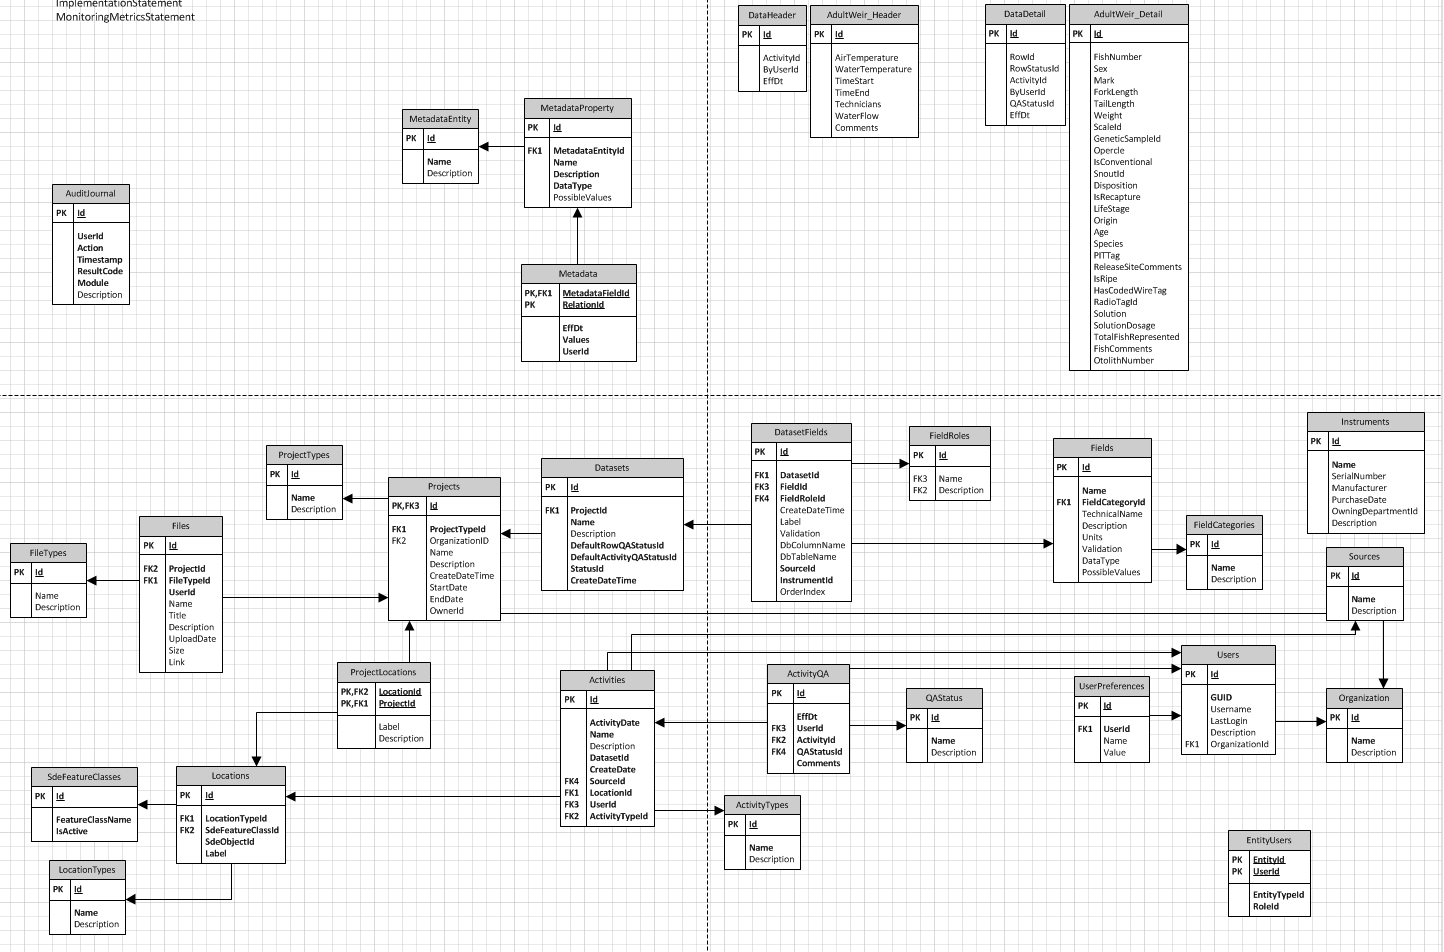 ImplementationStatement
MonitoringMetricsStatement
DataHeader
PK Id
ActivityId
ByUserId
EffDt
AdultWeir_Header
PK Id
AirTemperature
WaterTemperature
TimeStart
TimeEnd
Technicians
WaterFlow
Comments
DataDetail
PK Id
RowId
RowStatusId
ActivityId
ByUserId
QAStatusId
EffDt
AdultWeir_Detail
PK Id
FishNumber
Sex
Mark
ForkLength
TailLength
Weight
ScaleId
GeneticSampleId
Opercle
IsConventional
SnoutId
Disposition
IsRecapture
LifeStage
Origin
Age
Species
PITTag
ReleaseSiteComments
IsRipe
HasCodedWireTag
RadioTagId
Solution
SolutionDosage
TotalFishRepresented
FishComments
OtolithNumber
MetadataEntity
PK Id
Name
Description
MetadataProperty
PK Id
FK1 MetadataEntityId
Name
Description
DataType
PossibleValues
AuditJournal
PK Id
UserId
Action
Timestamp
ResultCode
Module
Description
Metadata
PK,FK1 MetadataFieldId
PK RelationId
EffDt
Values
UserId
ProjectTypes
PK Id
Name
Description
Projects
PK,FK3 Id
FK1 ProjectTypeId
FK2 OrganizationID
Name
Description
CreateDateTime
StartDate
EndDate
OwnerId
Datasets
PK Id
FK1 ProjectId
Name
Description
DefaultRowQAStatusId
DefaultActivityQAStatusId
StatusId
CreateDateTime
DatasetFields
PK Id
FK1 DatasetId
FK3 FieldId
FK4 FieldRoleId
CreateDateTime
Label
Validation
DbColumnName
DbTableName
SourceId
InstrumentId
OrderIndex
FieldRoles
PK Id
FK3 Name
FK2 Description
Fields
PK Id
Name
FK1 FieldCategoryId
TechnicalName
Description
Units
Validation
DataType
PossibleValues
Instruments
PK Id
Name
SerialNumber
Manufacturer
PurchaseDate
OwningDepartmentId
Description
FieldCategories
PK Id
Name
Description
Sources
PK Id
Name
Description
Files
PK Id
FK2 ProjectId
FK1 FileTypeId
UserId
Name
Title
Description
UploadDate
Size
Link
FileTypes
PK Id
Name
Description
ProjectLocations
PK,FK2 LocationId
PK,FK1 ProjectId
Label
Description
Activities
PK Id
ActivityDate
Name
Description
DatasetId
CreateDate
FK4 SourceId
FK1 LocationId
FK3 UserId
FK2 ActivityTypeId
ActivityQA
PK Id
EffDt
FK3 UserId
FK2 ActivityId
FK4 QAStatusId
Comments
QAStatus
PK Id
Name
Description
UserPreferences
PK Id
FK1 UserId
Name
Value
Users
PK Id
GUID
Username
LastLogin
Description
FK1 OrganizationId
Organization
PK Id
Name
Description
SdeFeatureClasses
PK Id
FeatureClassName
IsActive
Locations
PK Id
FK1 LocationTypeId
FK2 SdeFeatureClassId
SdeObjectId
Label
ActivityTypes
PK Id
Name
Description
LocationTypes
PK Id
Name
Description
EntityUsers
PK EntityId
PK UserId
EntityTypeId
RoleId